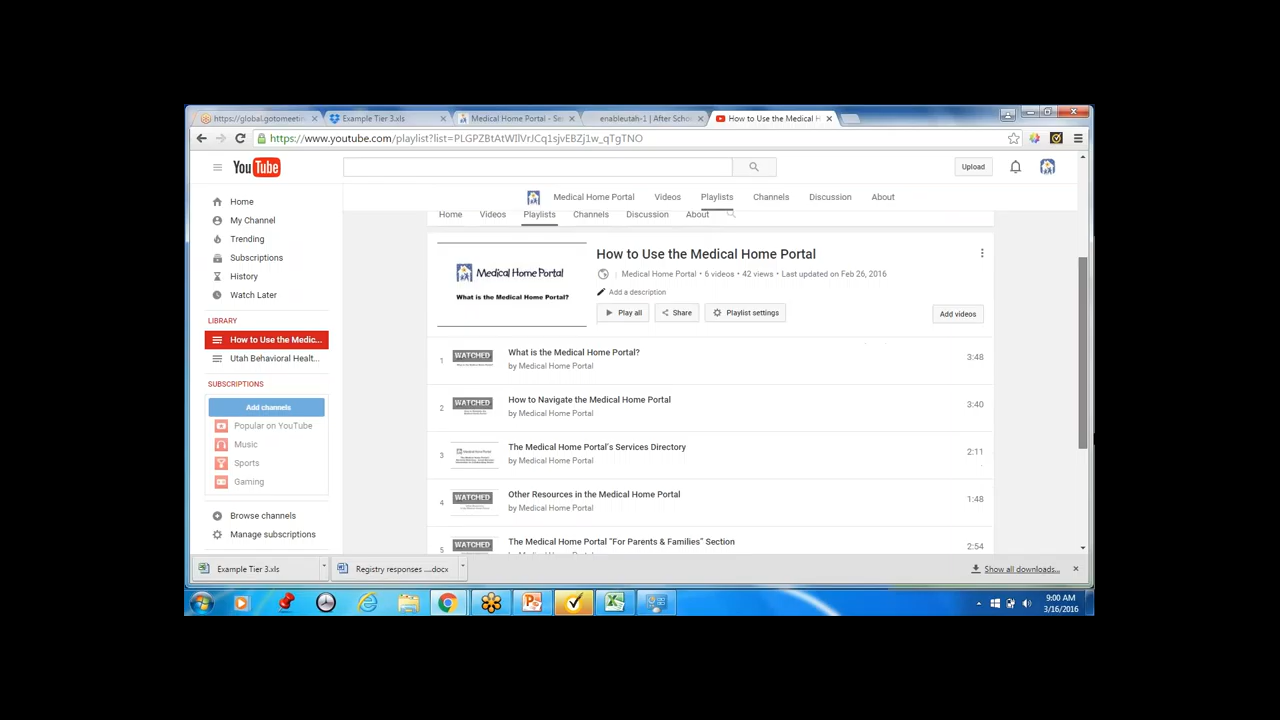 https://global.gotomeetin
Example Tier 3.xls
Medical Home Portal - Se
enableutah-1 | After Scho
How to Use the Medical H
https://www.youtube.com/playlist?list=PLGPZBtAtWIlVrJCq1sjvEBZj1w_qTgTNO
YouTube
Upload
Medical Home Portal Videos Playlists Channels Discussion About
Home Videos Playlists Channels Discussion About
Home
My Channel
Trending
Subscriptions
History
Watch Later
LIBRARY
How to Use the Medic...
Utah Behavioral Healt...
SUBSCRIPTIONS
Add channels
Popular on YouTube
Music
Sports
Gaming
Browse channels
Manage subscriptions
Medical Home Portal
What is the Medical Home Portal?
How to Use the Medical Home Portal
Medical Home Portal • 6 videos • 42 views • Last updated on Feb 26, 2016
Add a description
Play all Share Playlist settings
Add videos
1 WATCHED What is the Medical Home Portal? 3:48
by Medical Home Portal
2 WATCHED How to Navigate the Medical Home Portal 3:40
by Medical Home Portal
3 The Medical Home Portal's Services Directory 2:11
by Medical Home Portal
4 WATCHED Other Resources in the Medical Home Portal 1:48
by Medical Home Portal
5 WATCHED The Medical Home Portal "For Parents & Families" Section 2:54
Example Tier 3.xls
Registry responses ....docx
Show all downloads...
9:00 AM
3/16/2016